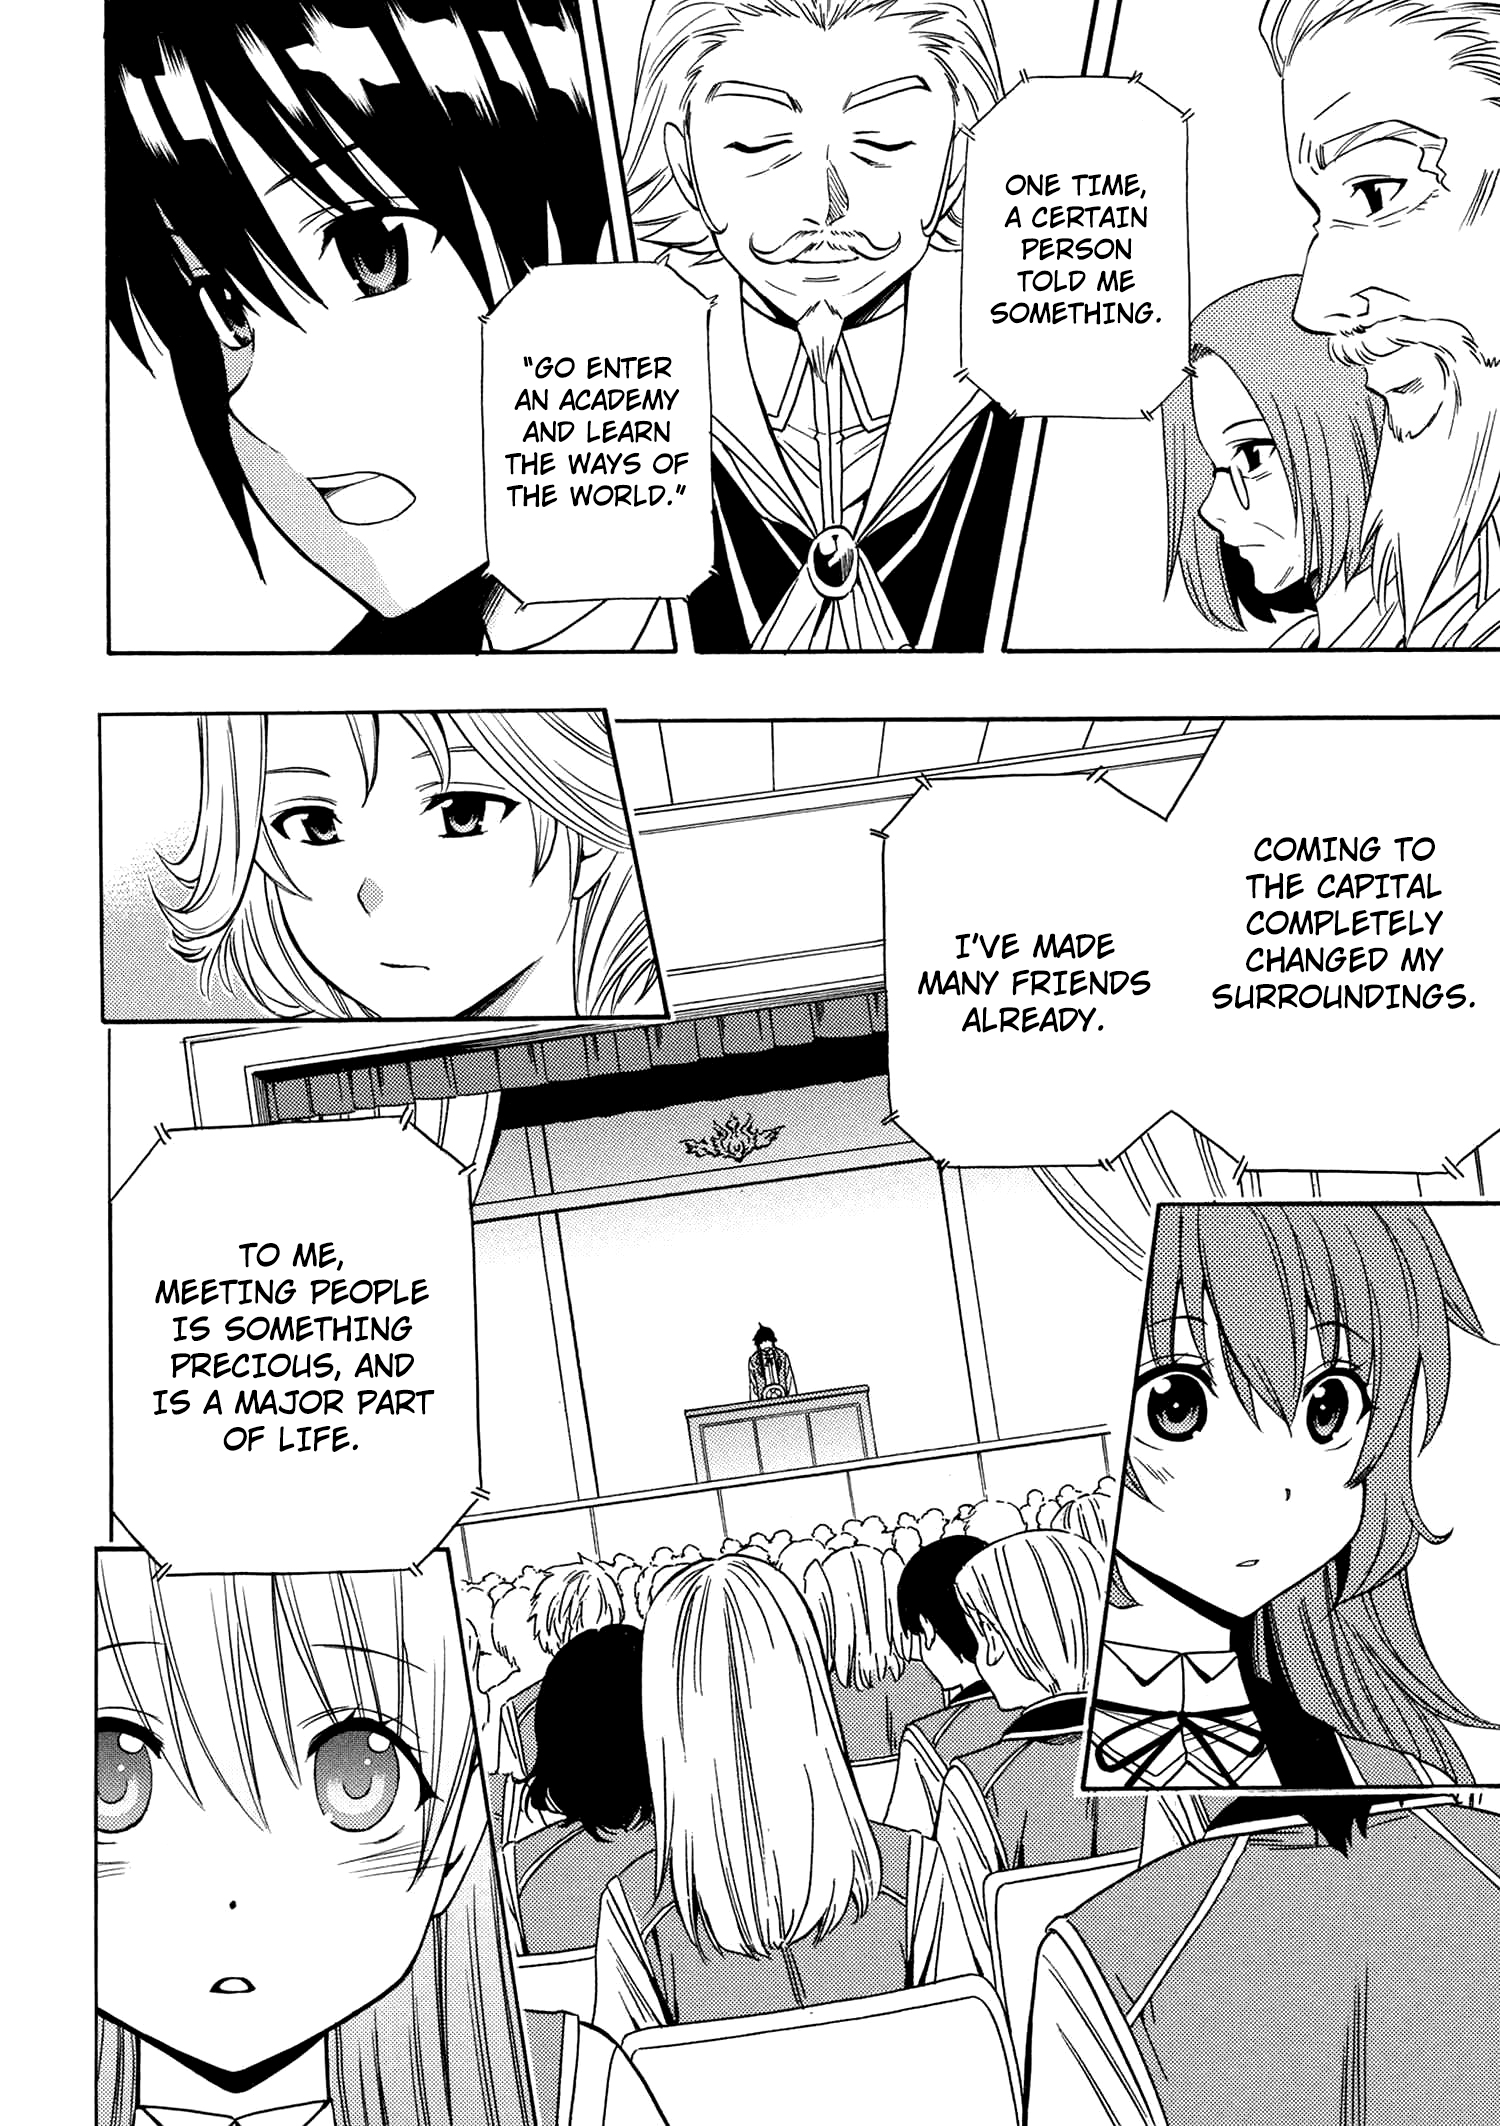 ONE TIME,
A CERTAIN
PERSON
TOLD ME
SOMETHING.
"GO ENTER
AN ACADEMY
AND LEARN
THE WAYS OF
THE WORLD."
COMING TO
THE CAPITAL
COMPLETELY
CHANGED MY
SURROUNDINGS.
I'VE MADE
MANY FRIENDS
ALREADY.
TO ME,
MEETING PEOPLE
IS SOMETHING
PRECIOUS, AND
IS A MAJOR PART
OF LIFE.